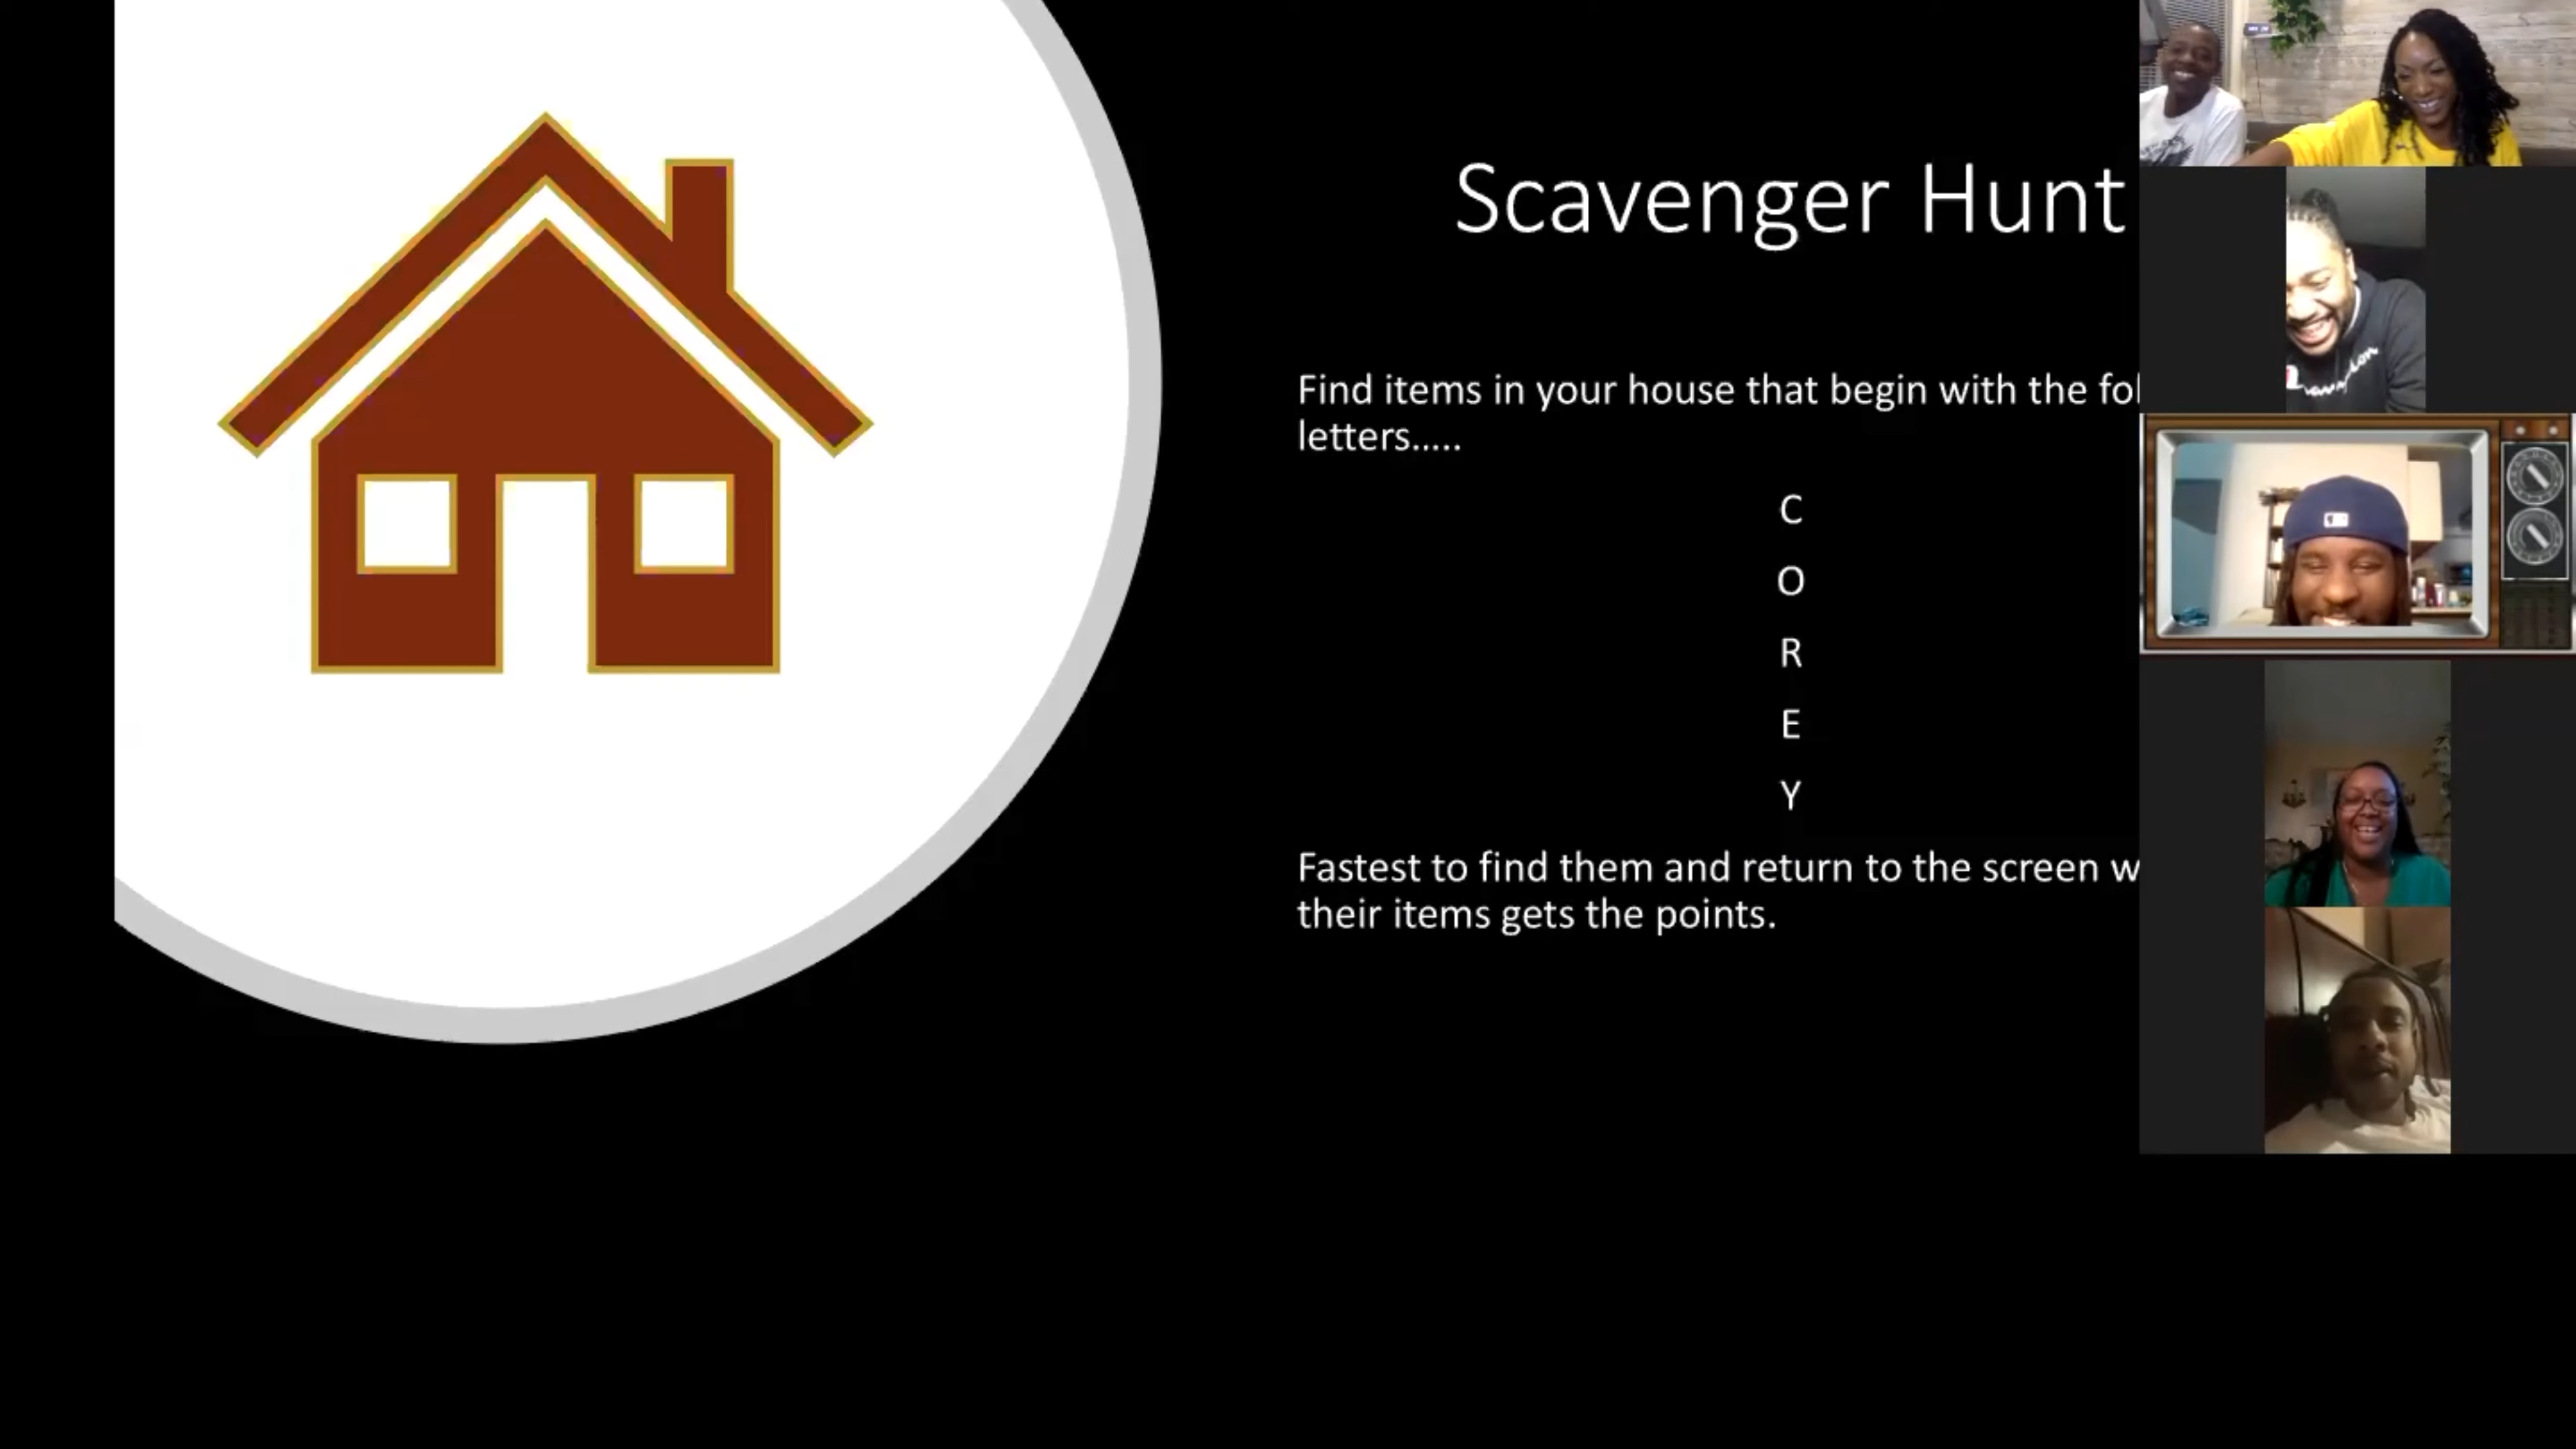 Scavenger Hunt
Find items in your house that begin with the fol
letters.....
C
O
R
E
Y
Fastest to find them and return to the screen w
their items gets the points.